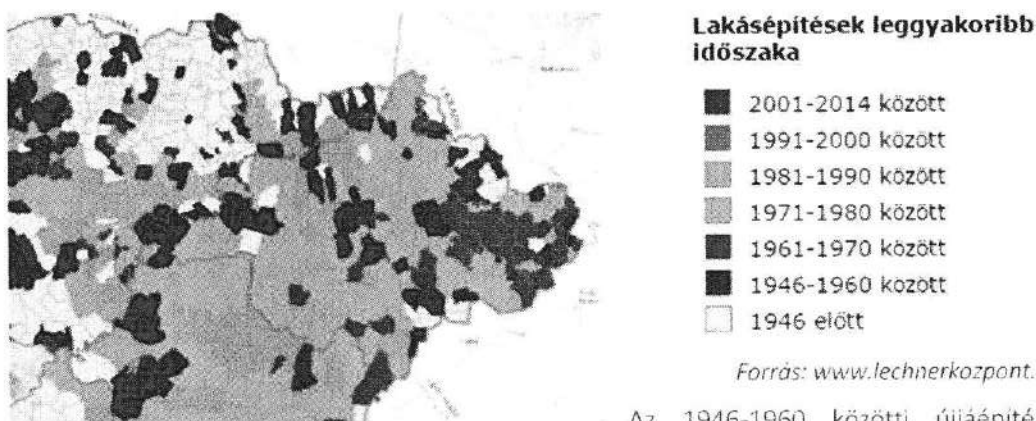 Lakásépítések leggyakoribb
időszaka
2001-2014 között
1991-2000 között
1981-1990 között
1971-1980 között
1961-1970 között
1946-1960 között
1946 előtt
Forrás: www.lechnerkozpont.
Az 1946-1960 közötti újjáépíté